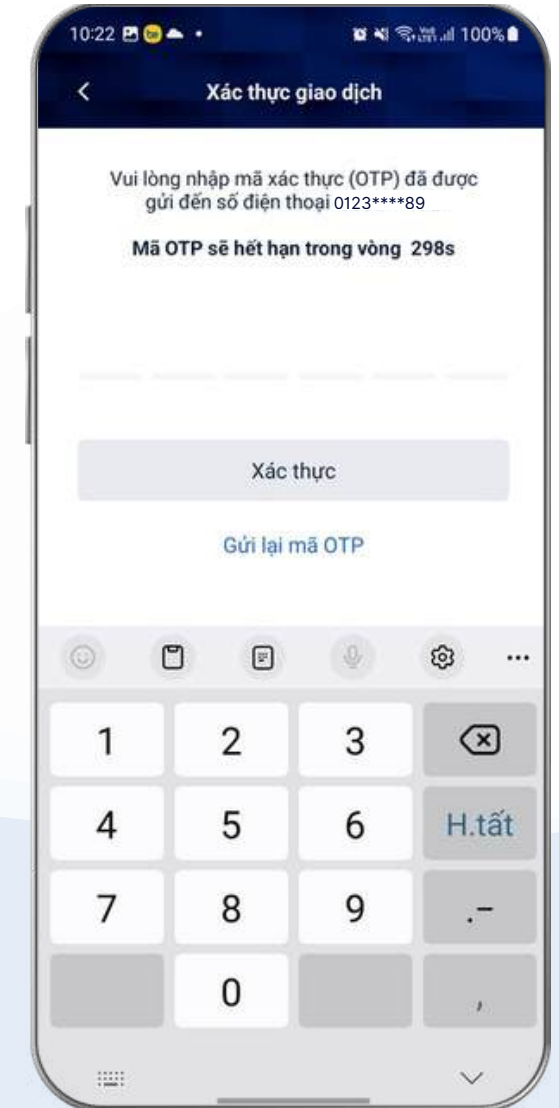 10:22 be 100%
Xác thực giao dịch
Vui lòng nhập mã xác thực (OTP) đã được
gửi đến số điện thoại 0123****89
Mã OTP sẽ hết hạn trong vòng 298s
Xác thực
Gửi lại mã OTP
1 2 3
4 5 6 H.tất
7 8 9 .-
0 ,